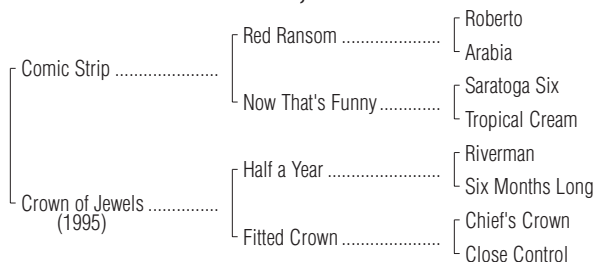 Roberto
Red Ransom ....................
Arabia
Comic Strip .....................
Saratoga Six
Now That's Funny.............
Tropical Cream
Riverman
Half a Year .......................
Six Months Long
Crown of Jewels ..............
(1995)
Chief's Crown
Fitted Crown ....................
Close Control